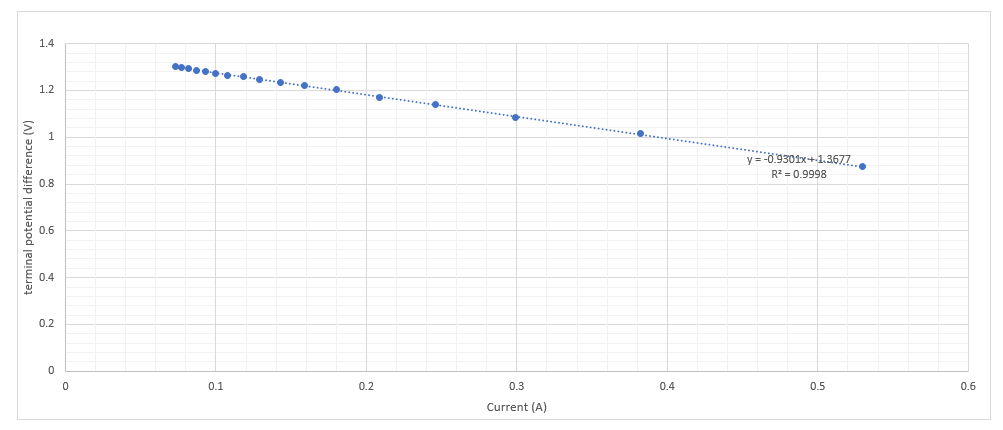 1.4
1.2
1
0.8
0.6
0.4
0.2
0
terminal potential difference (V)
y = -0.9301x + 1.3677
R² = 0.9998
0 0.1 0.2 0.3 0.4 0.5 0.6
Current (A)